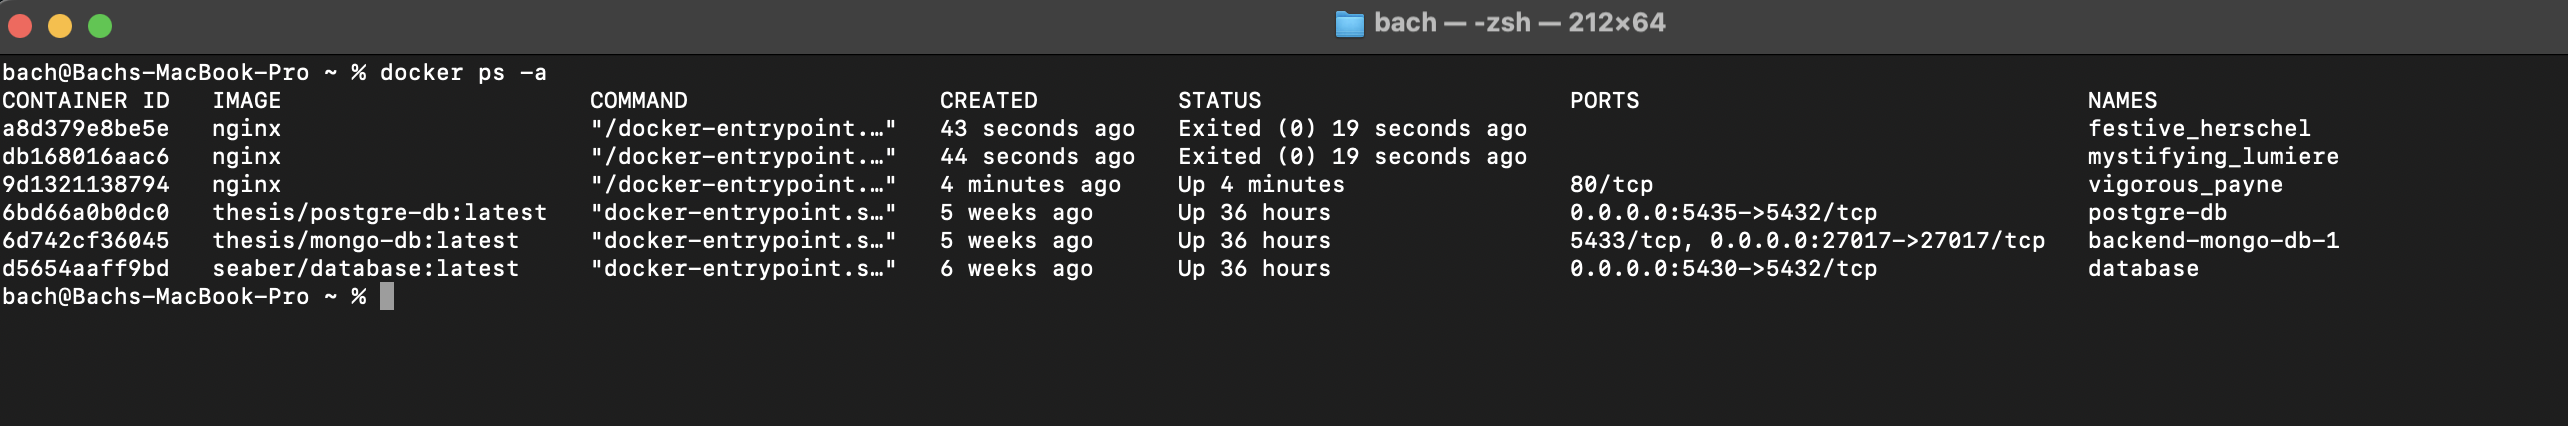 bach — -zsh — 212×64
bach@Bachs-MacBook-Pro ~ % docker ps -a
CONTAINER ID   IMAGE                      COMMAND                  CREATED          STATUS                      PORTS                                NAMES
a8d379e8be5e   nginx                      "/docker-entrypoint.…"   43 seconds ago   Exited (0) 19 seconds ago                                        festive_herschel
db168016aac6   nginx                      "/docker-entrypoint.…"   44 seconds ago   Exited (0) 19 seconds ago                                        mystifying_lumiere
9d1321138794   nginx                      "/docker-entrypoint.…"   4 minutes ago    Up 4 minutes                80/tcp                               vigorous_payne
6bd66a0b0dc0   thesis/postgre-db:latest   "docker-entrypoint.s…"   5 weeks ago      Up 36 hours                 0.0.0.0:5435->5432/tcp               postgre-db
6d742cf36045   thesis/mongo-db:latest     "docker-entrypoint.s…"   5 weeks ago      Up 36 hours                 5433/tcp, 0.0.0.0:27017->27017/tcp   backend-mongo-db-1
d5654aaff9bd   seaber/database:latest     "docker-entrypoint.s…"   6 weeks ago      Up 36 hours                 0.0.0.0:5430->5432/tcp               database
bach@Bachs-MacBook-Pro ~ %